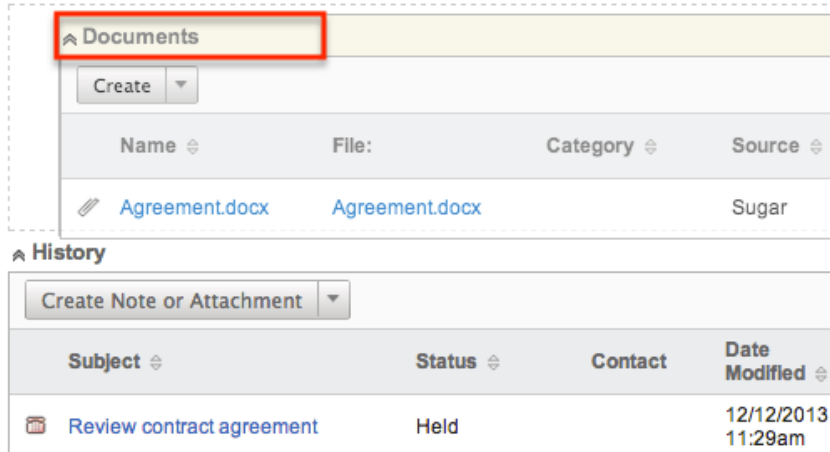 Documents
Create
Name File: Category Source
Agreement.docx Agreement.docx Sugar
History
Create Note or Attachment
Subject Status Contact Date Modified
Review contract agreement Held 12/12/2013 11:29am